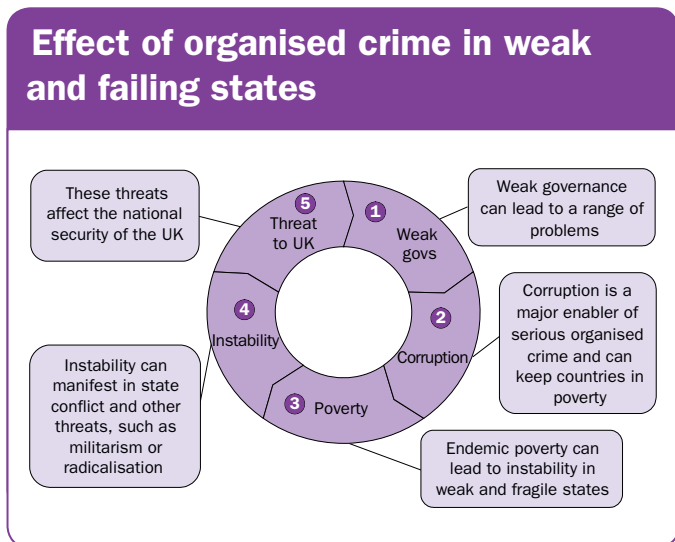 Effect of organised crime in weak
and failing states
These threats
affect the national
security of the UK
5
Threat
to UK
1
Weak
govs
Weak governance
can lead to a range of
problems
4
Instability
2
Corruption
Corruption is a
major enabler of
serious organised
crime and can
keep countries in
poverty
Instability can
manifest in state
conflict and other
threats, such as
militarism or
radicalisation
3
Poverty
Endemic poverty can
lead to instability in
weak and fragile states